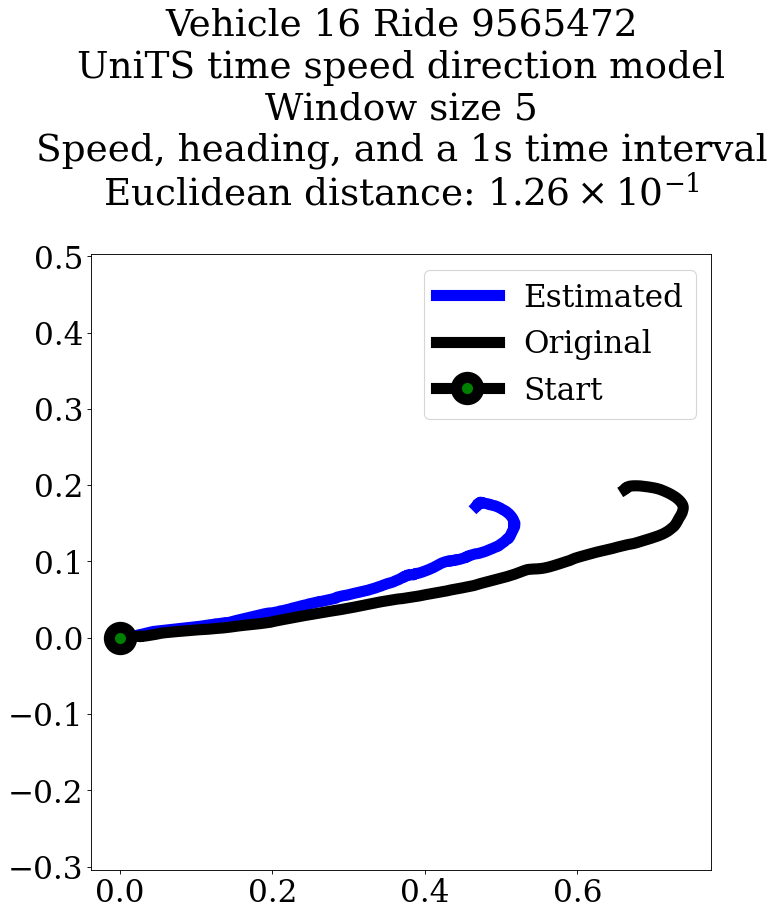 Vehicle 16 Ride 9565472
UniTS time speed direction model
Window size 5
Speed, heading, and a 1s time interval
Euclidean distance: 1.26 × 10⁻¹
Estimated
Original
Start
0.5
0.4
0.3
0.2
0.1
0.0
−0.1
−0.2
−0.3
0.0 0.2 0.4 0.6